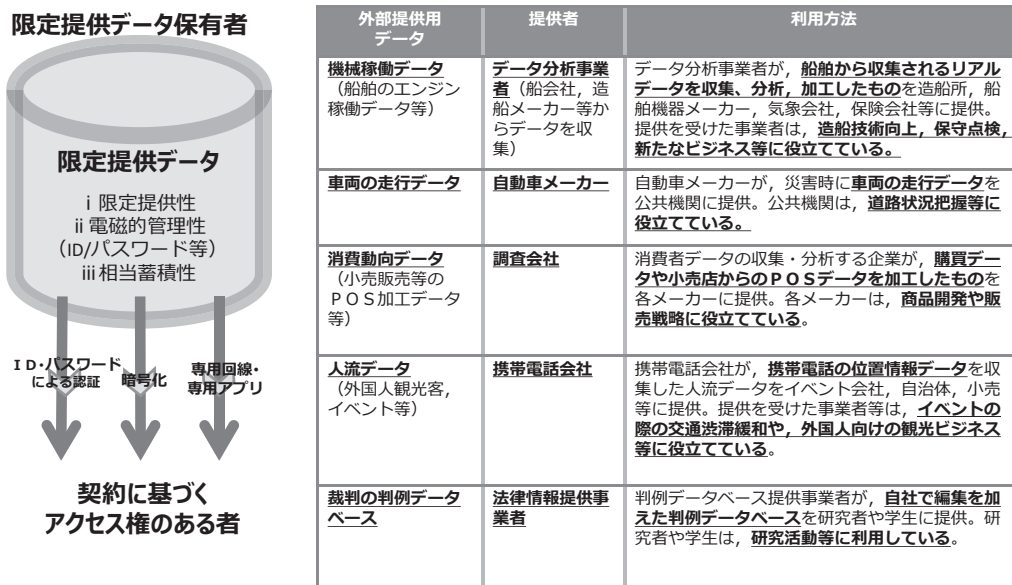 限定提供データ保有者
限定提供データ
ⅰ 限定提供性
ⅱ 電磁的管理性
（ID/パスワード等）
ⅲ 相当蓄積性
ＩＤ・パスワード
による認証
暗号化
専用回線・
専用アプリ
契約に基づく
アクセス権のある者
外部提供用
データ
提供者
利用方法
機械稼働データ
（船舶のエンジン
稼働データ等）
データ分析事業
者（船会社，造
船メーカー等か
らデータを収
集）
データ分析事業者が，船舶から収集されるリアル
データを収集、分析，加工したものを造船所，船
舶機器メーカー，気象会社，保険会社等に提供。
提供を受けた事業者は，造船技術向上，保守点検，
新たなビジネス等に役立てている。
車両の走行データ
自動車メーカー
自動車メーカーが，災害時に車両の走行データを
公共機関に提供。公共機関は，道路状況把握等に
役立てている。
消費動向データ
（小売販売等の
ＰＯＳ加工データ
等）
調査会社
消費者データの収集・分析する企業が，購買デー
タや小売店からのＰＯＳデータを加工したものを
各メーカーに提供。各メーカーは，商品開発や販
売戦略に役立てている。
人流データ
（外国人観光客，
イベント等）
携帯電話会社
携帯電話会社が，携帯電話の位置情報データを収
集した人流データをイベント会社，自治体，小売
等に提供。提供を受けた事業者等は，イベントの
際の交通渋滞緩和や，外国人向けの観光ビジネス
等に役立てている。
裁判の判例データ
ベース
法律情報提供事
業者
判例データベース提供事業者が，自社で編集を加
えた判例データベースを研究者や学生に提供。研
究者や学生は，研究活動等に利用している。